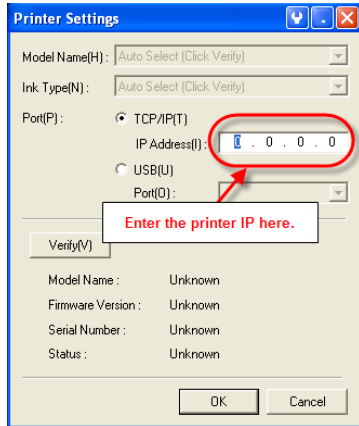 Printer Settings
Model Name(H) : Auto Select (Click Verify)
Ink Type(N) : Auto Select (Click Verify)
Port(P) : TCP/IP(T)
IP Address(I) : 0 . 0 . 0 . 0
USB(U)
Port(O) :
Enter the printer IP here.
Verify(V)
Model Name : Unknown
Firmware Version : Unknown
Serial Number : Unknown
Status : Unknown
OK Cancel